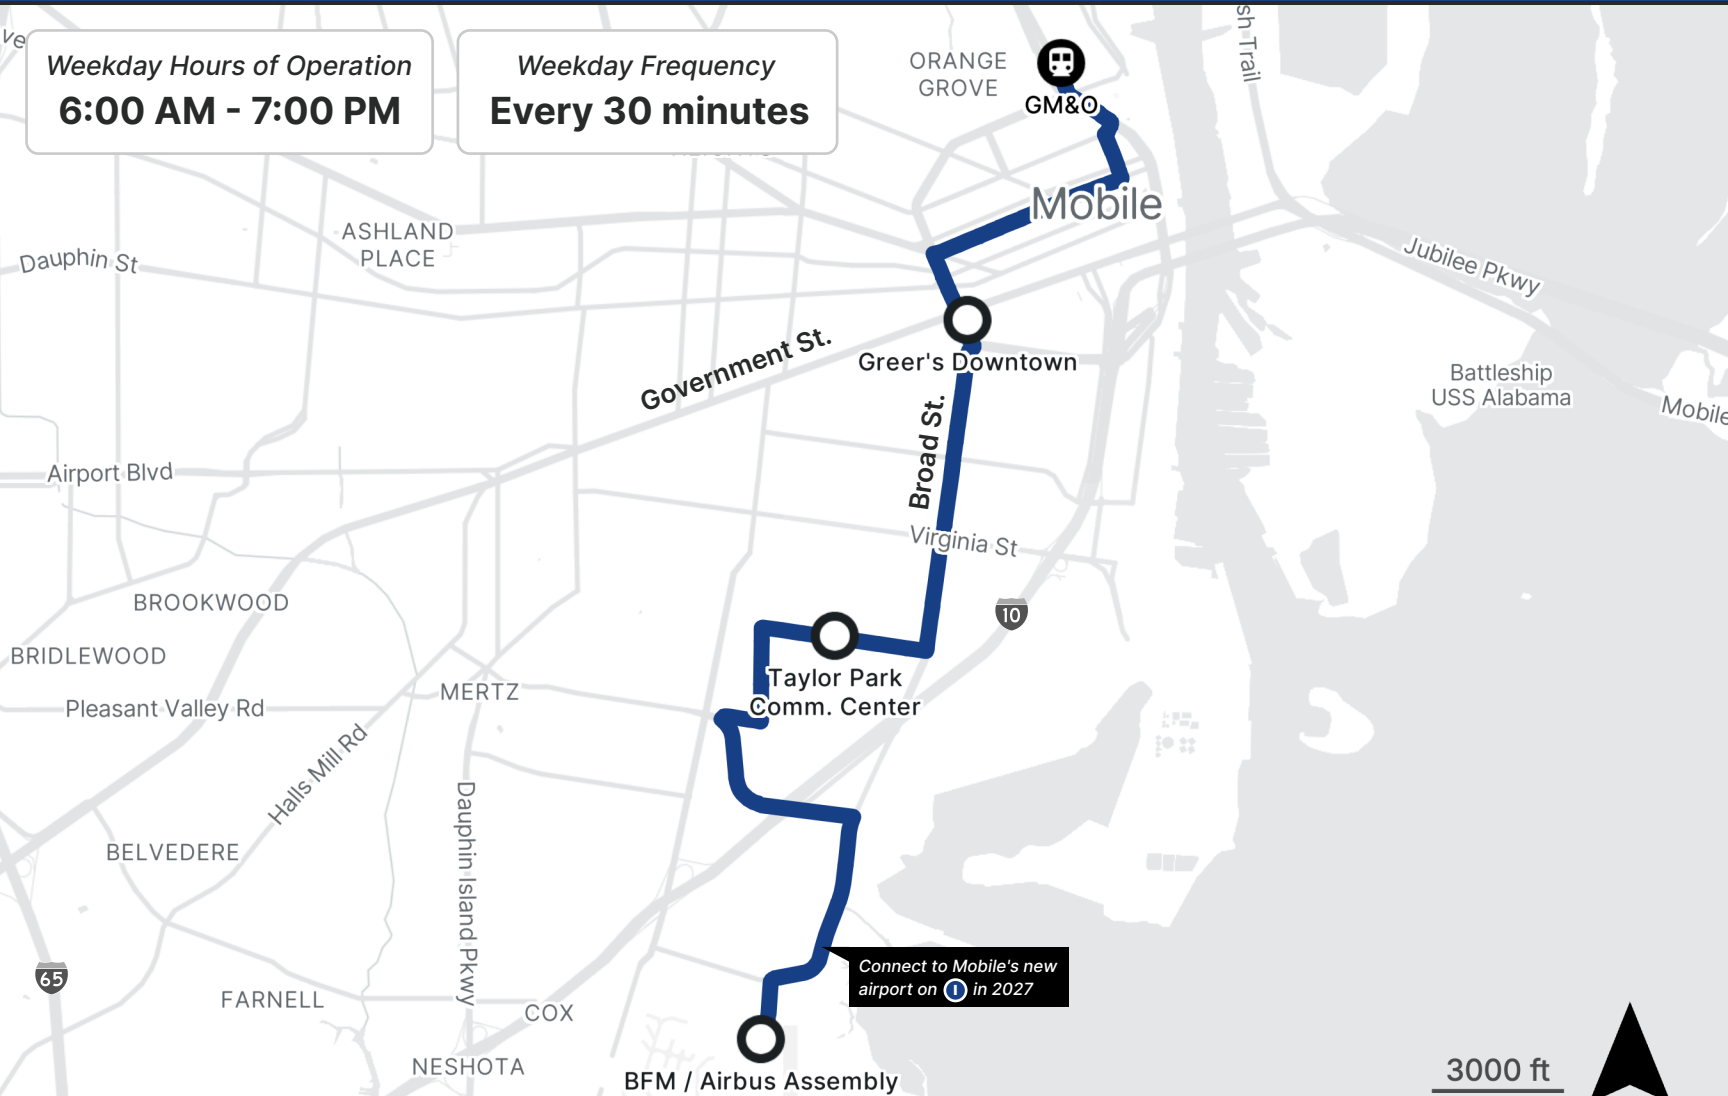 Weekday Hours of Operation
6:00 AM - 7:00 PM
Weekday Frequency
Every 30 minutes
ORANGE
GROVE
GM&O
Mobile
ASHLAND
PLACE
Dauphin St
Jubilee Pkwy
Government St.
Greer's Downtown
Battleship
USS Alabama
Mobile
Broad St.
Airport Blvd
Virginia St
BROOKWOOD
10
BRIDLEWOOD
Taylor Park
Comm. Center
MERTZ
Pleasant Valley Rd
Halls Mill Rd
Dauphin Island Pkwy
BELVEDERE
Connect to Mobile's new
airport on 1 in 2027
65
FARNELL
COX
NESHOTA
BFM / Airbus Assembly
3000 ft